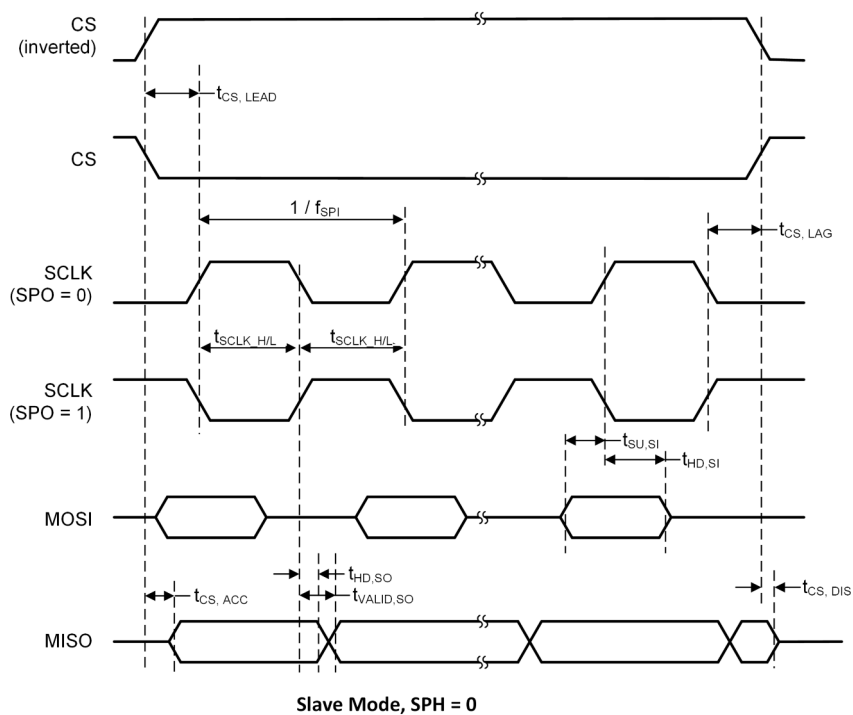 CS
(inverted)
tCS, LEAD
CS
1 / fSPI
tCS, LAG
SCLK
(SPO = 0)
tSCLK_H/L
tSCLK_H/L
SCLK
(SPO = 1)
tSU,SI
tHD,SI
MOSI
tHD,SO
tVALID,SO
tCS, ACC
tCS, DIS
MISO
Slave Mode, SPH = 0